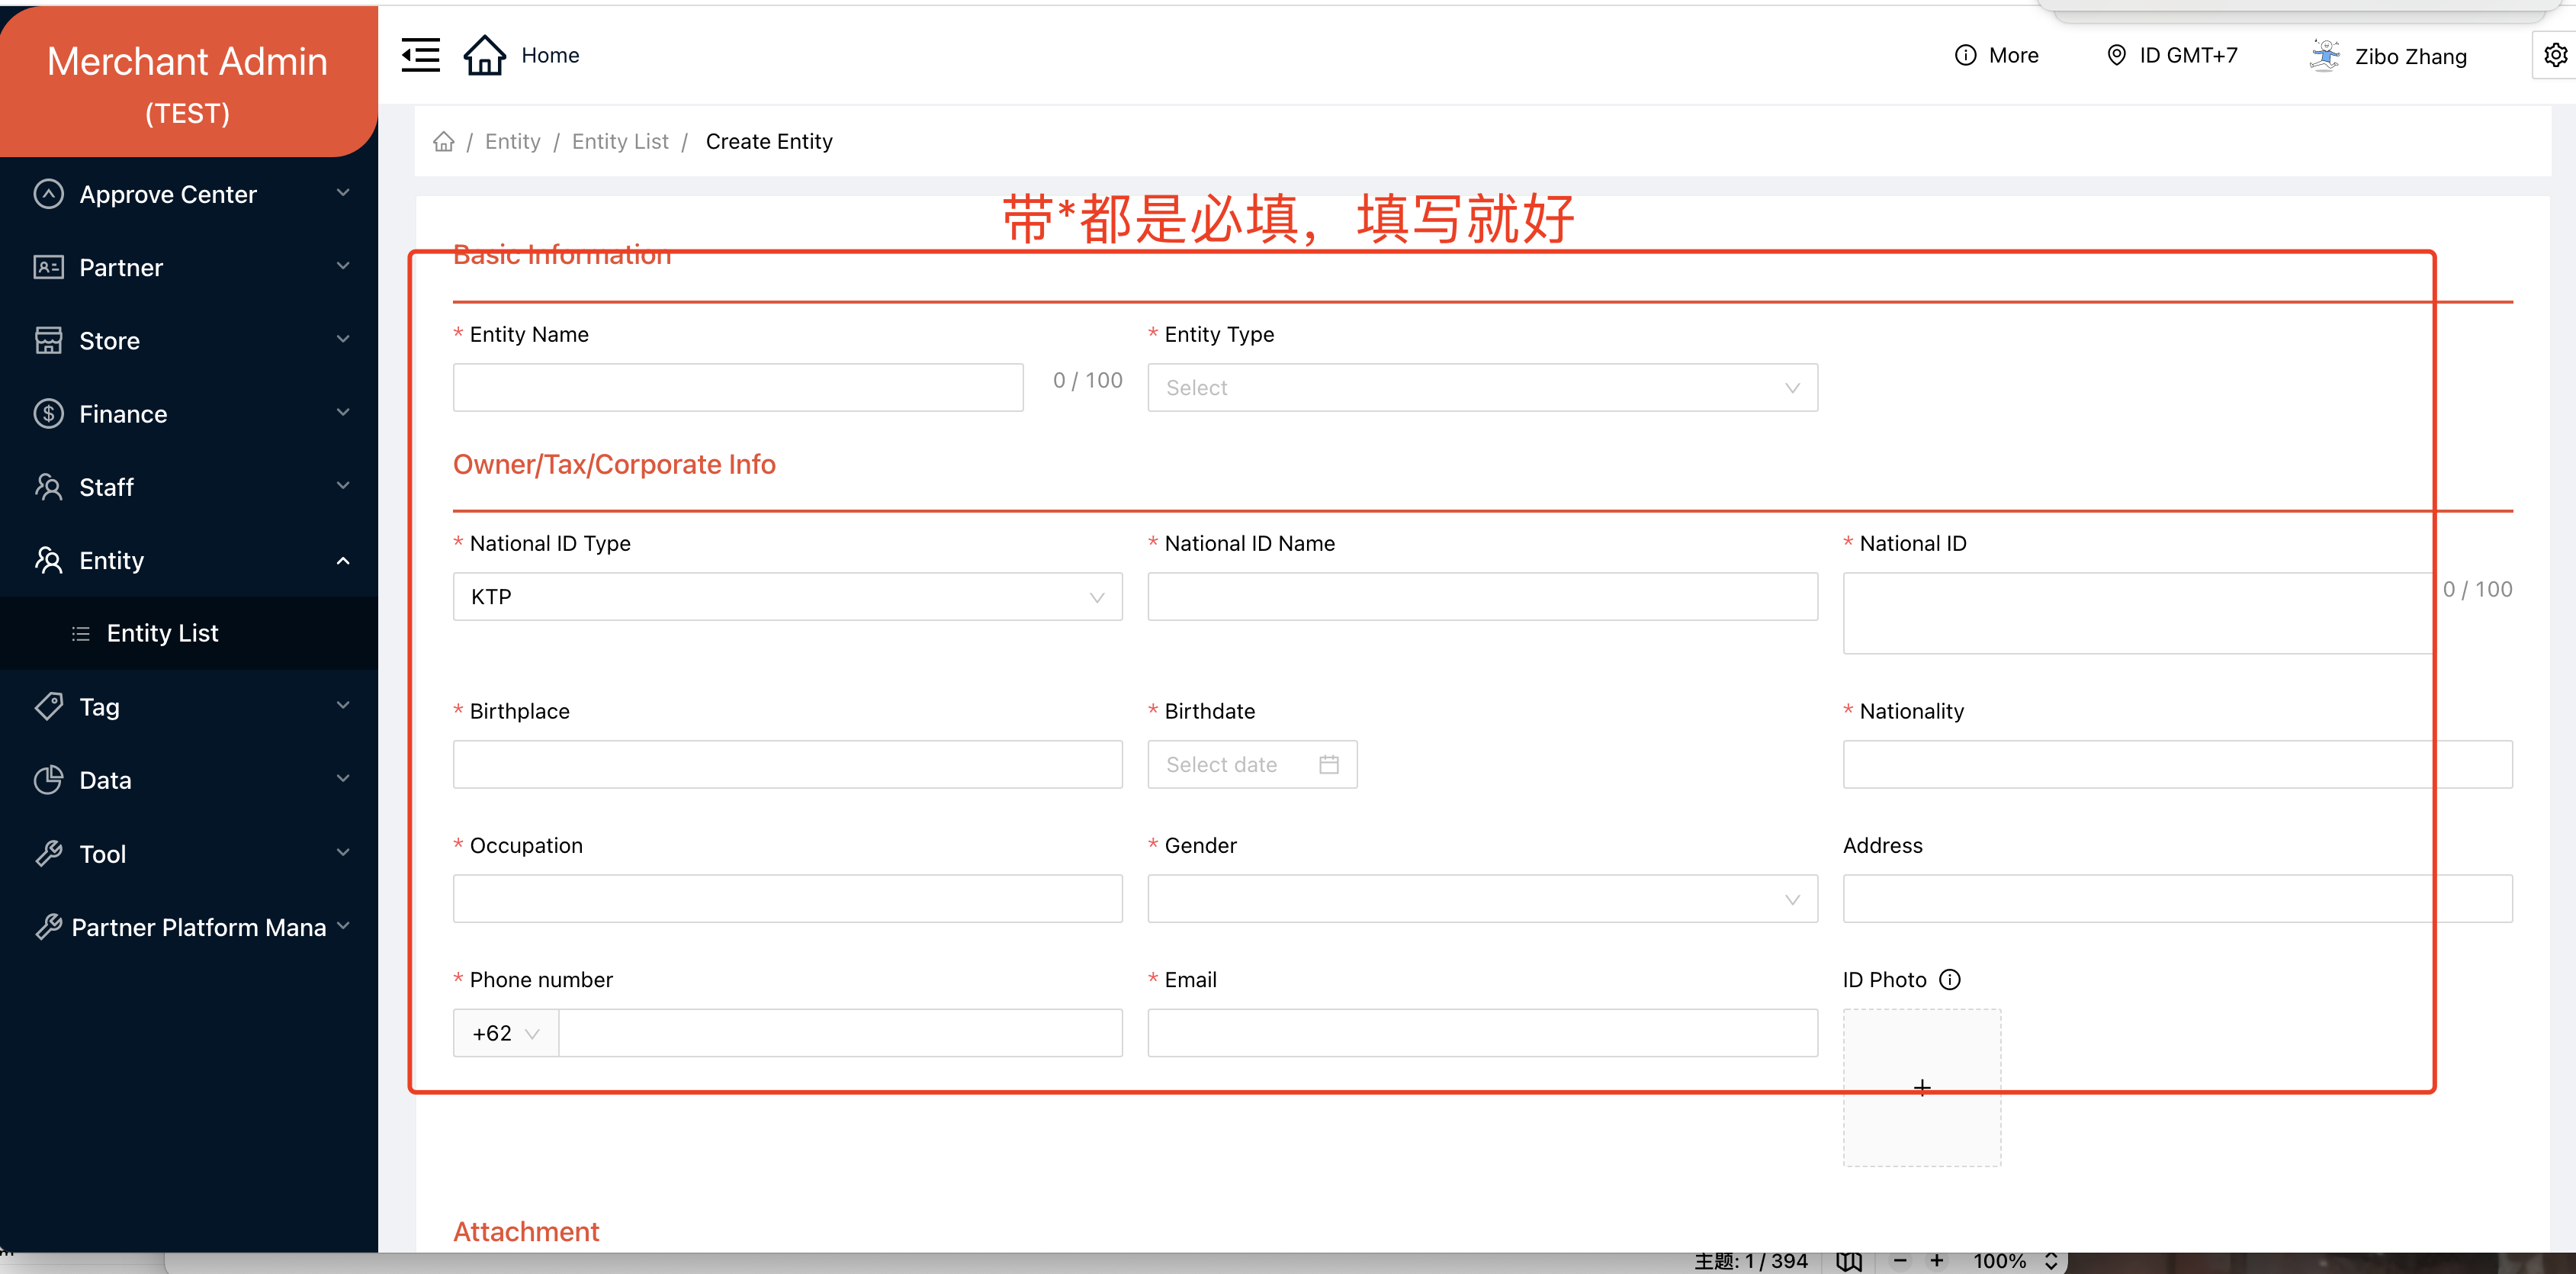 Merchant Admin
(TEST)
Home
More
ID GMT+7
Zibo Zhang
/ Entity / Entity List / Create Entity
Approve Center
Partner
Store
Finance
Staff
Entity
Entity List
Tag
Data
Tool
Partner Platform Mana
带*都是必填，填写就好
Basic Information
* Entity Name
* Entity Type
0 / 100
Select
Owner/Tax/Corporate Info
* National ID Type
* National ID Name
* National ID
KTP
0 / 100
* Birthplace
* Birthdate
* Nationality
Select date
* Occupation
* Gender
Address
* Phone number
* Email
ID Photo
+62
+
Attachment
主题: 1 / 394
100%